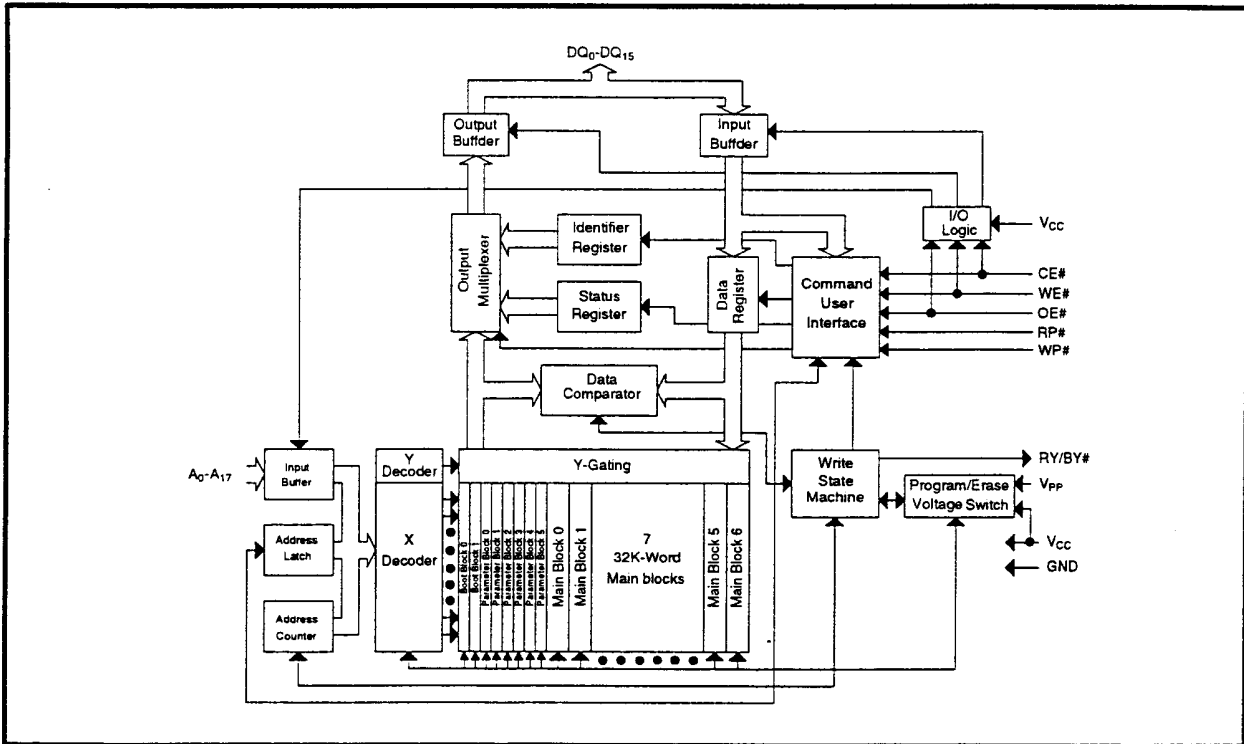 DQ0-DQ15
Output
Buffder
Input
Buffder
I/O
Logic
VCC
Output
Multiplexer
Identifier
Register
Status
Register
Data
Register
Command
User
Interface
CE#
WE#
OE#
RP#
WP#
Data
Comparator
A0-A17
Input
Buffer
Y
Decoder
Y-Gating
Write
State
Machine
RY/BY#
Program/Erase
Voltage Switch
VPP
VCC
GND
Address
Latch
X
Decoder
Address
Counter
Boot Block 0
Boot Block 1
Parameter Block 0
Parameter Block 1
Parameter Block 2
Parameter Block 3
Parameter Block 4
Parameter Block 5
Main Block 0
Main Block 1
7
32K-Word
Main blocks
Main Block 5
Main Block 6